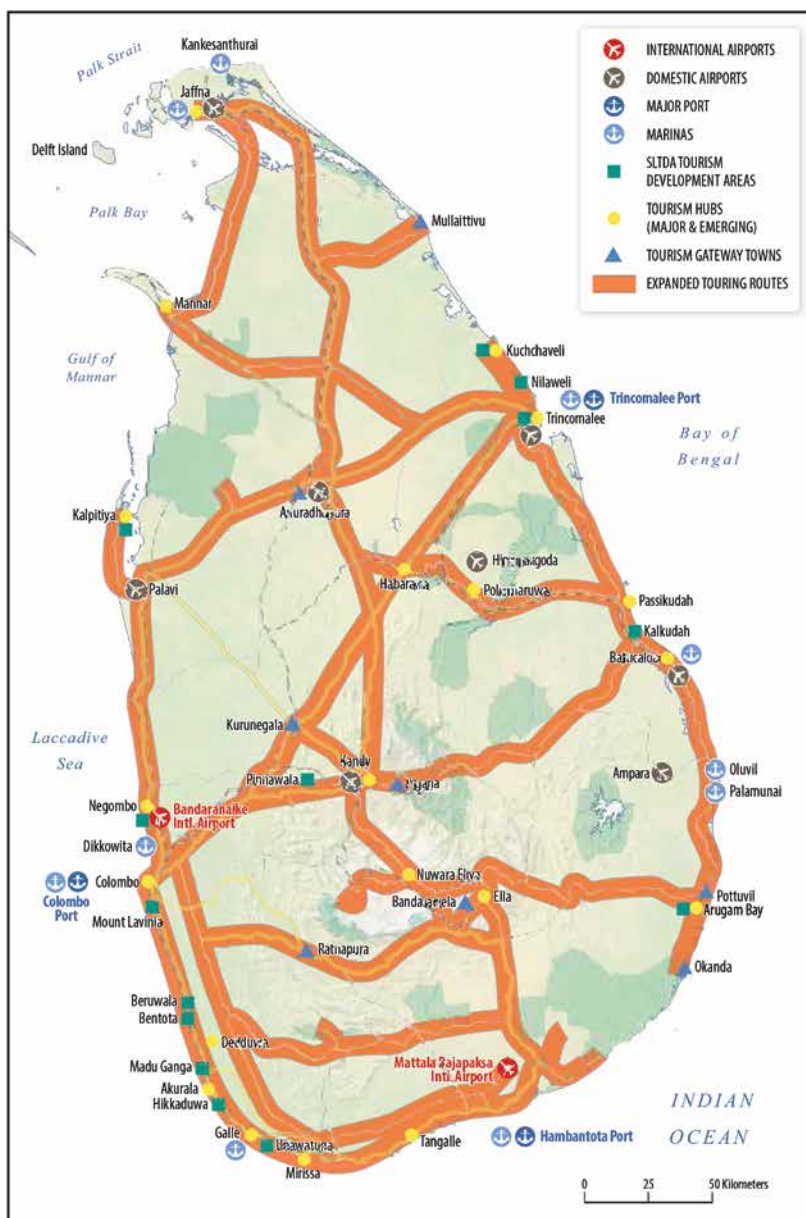 Kankesanthurai
Palk Strait
Jaffna
Delft Island
Palk Bay
Mullaittivu
Mannar
Gulf of
Mannar
Kuchchaveli
Nilaweli
Trincomalee Port
Trincomalee
Bay of
Bengal
Kalpitiya
Anuradhapura
Palavi
Habarana
Passikudah
Kalkudah
Batticaloa
Kurunegala
Laccadive
Sea
Pinnawala
Kandy
Ampara
Oluvil
Palamunai
Negombo
Bandaranaike
Intl. Airport
Dikkowita
Colombo
Colombo
Port
Mount Lavinia
Nuwara Eliya
Ella
Pottuvil
Arugam Bay
Okanda
Ratnapura
Beruwala
Bentota
Madu Ganga
Akurala
Hikkaduwa
Mattala Rajapaksa
Intl. Airport
Galle
Unawatuna
Mirissa
Tangalle
Hambantota Port
INDIAN
OCEAN
INTERNATIONAL AIRPORTS
DOMESTIC AIRPORTS
MAJOR PORT
MARINAS
SLTDA TOURISM
DEVELOPMENT AREAS
TOURISM HUBS
(MAJOR & EMERGING)
TOURISM GATEWAY TOWNS
EXPANDED TOURING ROUTES
0 25 50 Kilometers